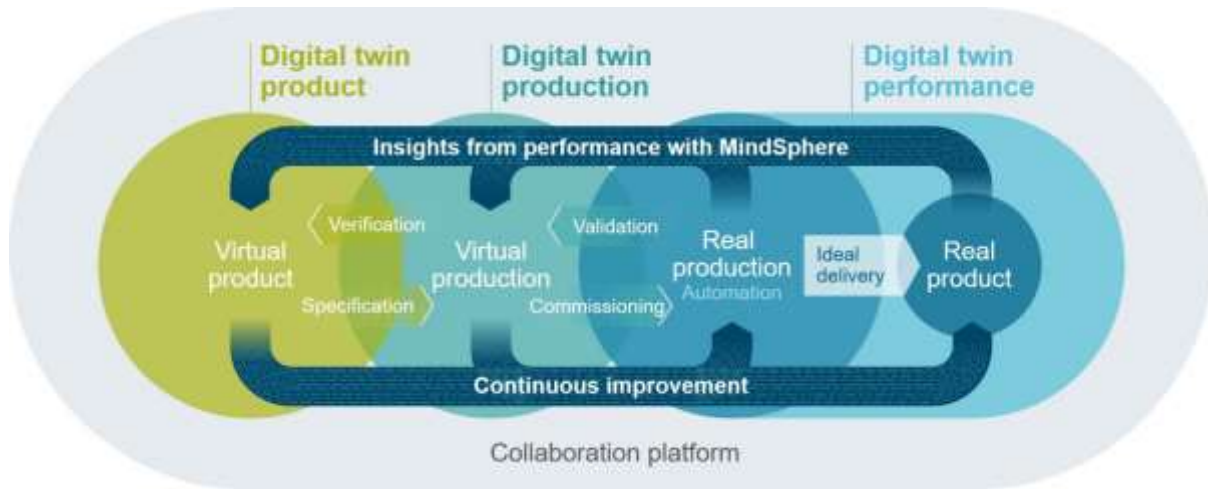 Digital twin
product
Digital twin
production
Digital twin
performance
Insights from performance with MindSphere
Verification
Validation
Virtual
product
Virtual
production
Real
production
Automation
Ideal
delivery
Real
product
Specification
Commissioning
Continuous improvement
Collaboration platform